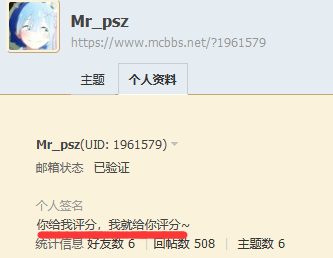 Mr_psz
https://www.mcbbs.net/?1961579
主题 个人资料
Mr_psz(UID: 1961579)
邮箱状态 已验证
个人签名
你给我评分，我就给你评分~
统计信息 好友数 6 | 回帖数 508 | 主题数 6